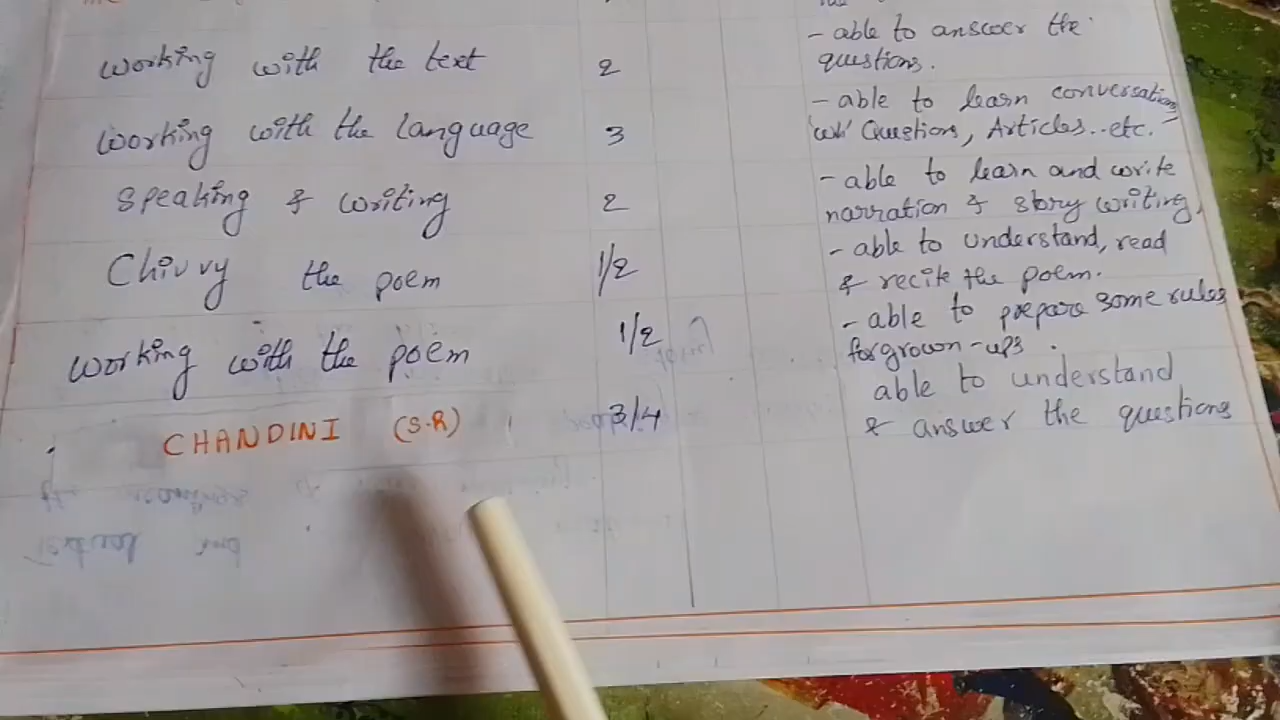 working with the text 2
- able to answer the
questions.
working with the language 3
- able to learn conversation,
'wh' Questions, Articles.. etc.
Speaking & writing 2
- able to learn and write
narration & story writing,
Chivvy the poem 1/2
- able to understand, read
& recite the poem.
working with the poem 1/2
- able to prepare some rules
for grown-ups.
CHANDINI (S.R) 3/4
able to understand
& answer the questions